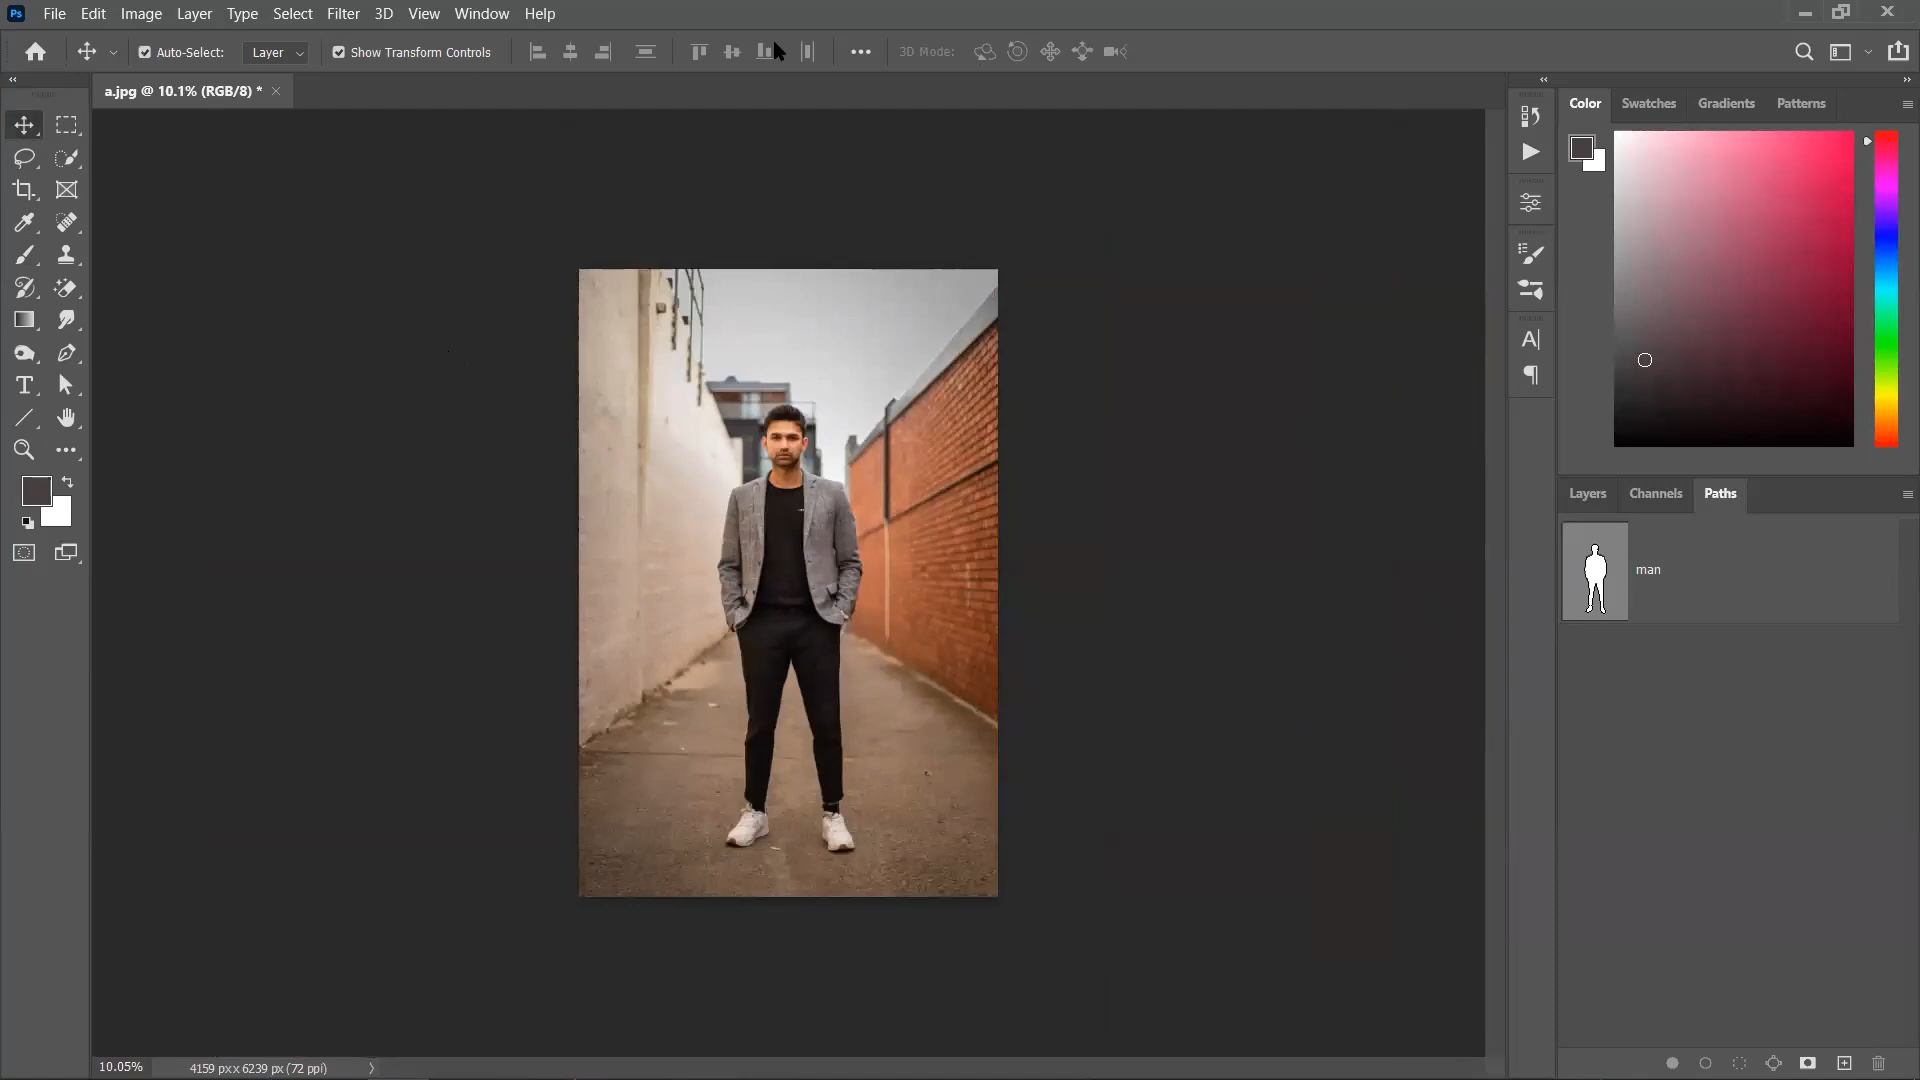 Ps File Edit Image Layer Type Select Filter 3D View Window Help
Auto-Select: Layer Show Transform Controls 3D Mode:
a.jpg @ 10.1% (RGB/8) *
Color Swatches Gradients Patterns
Layers Channels Paths
man
10.05% 4159 px x 6239 px (72 ppi)